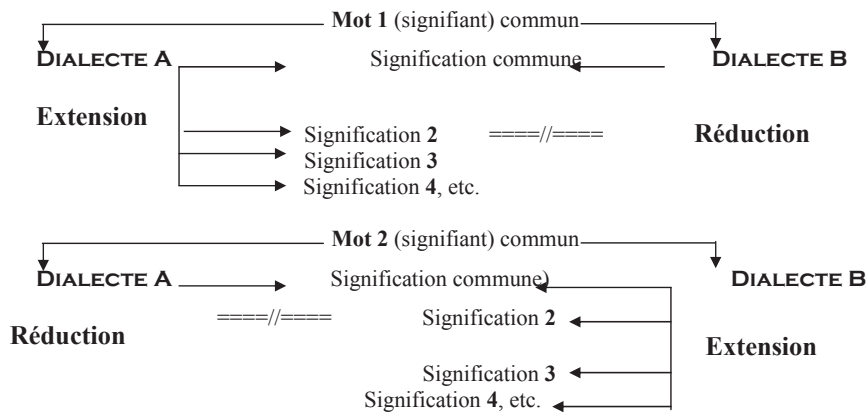 Mot 1 (signifiant) commun
DIALECTE A Signification commune DIALECTE B
Extension
Signification 2 ====//==== Réduction
Signification 3
Signification 4, etc.
Mot 2 (signifiant) commun
DIALECTE A Signification commune) DIALECTE B
Réduction ====//==== Signification 2 Extension
Signification 3
Signification 4, etc.